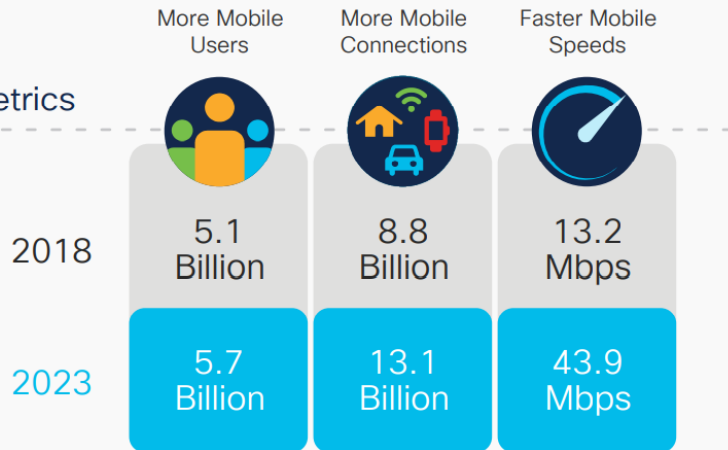 More Mobile
Users
More Mobile
Connections
Faster Mobile
Speeds
etrics
2018
5.1
Billion
8.8
Billion
13.2
Mbps
2023
5.7
Billion
13.1
Billion
43.9
Mbps